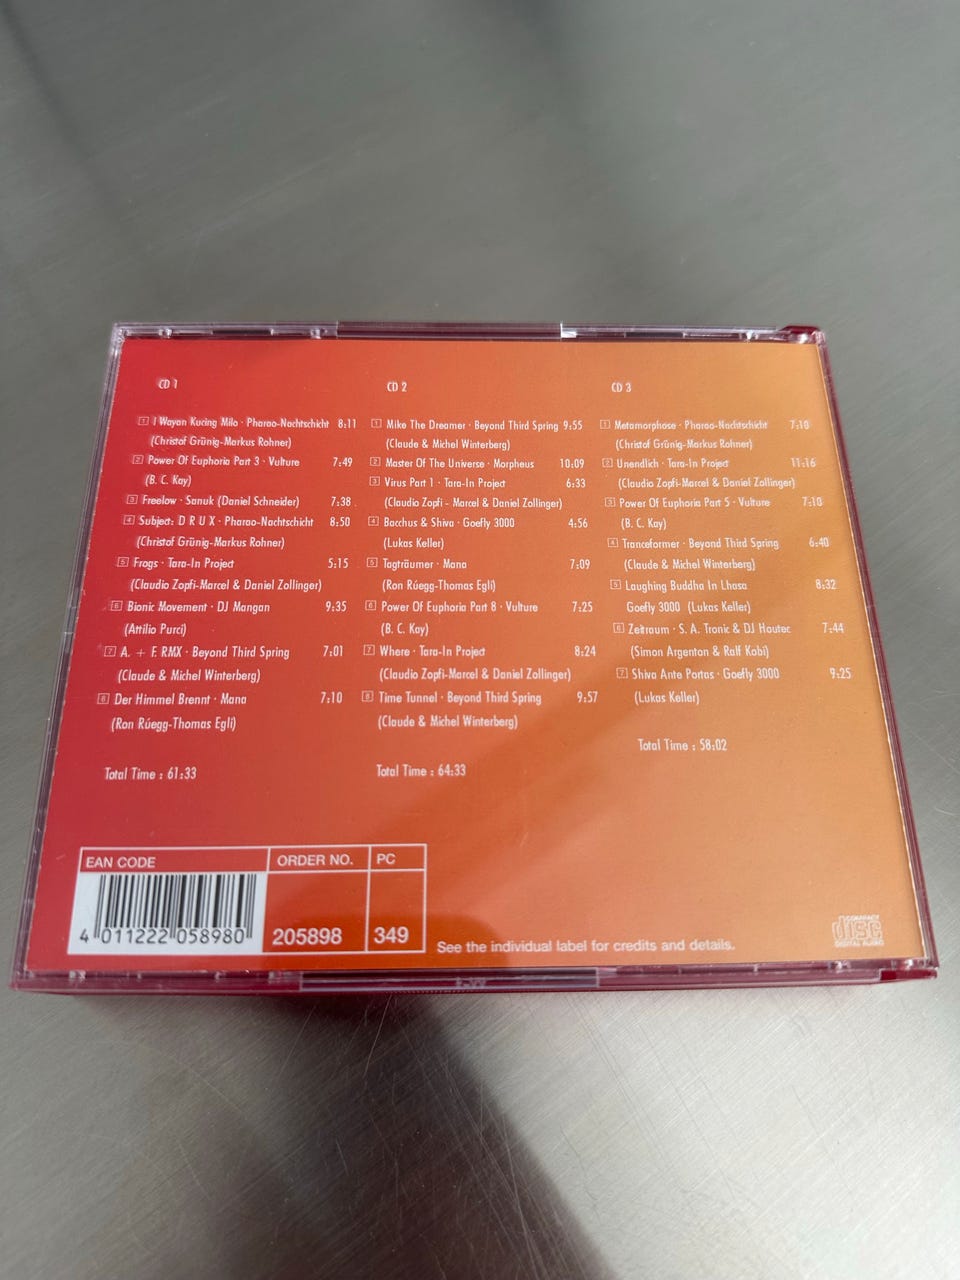 CD 1
1 I Wayan Kucing Milo · Pharao-Nachtschicht 8:11
(Christof Grünig-Markus Rohner)
2 Power Of Euphoria Part 3 · Vulture 7:49
(B. C. Kay)
3 Freelow · Sanuk (Daniel Schneider) 7:38
4 Subject: D R U X · Pharao-Nachtschicht 8:50
(Christof Grünig-Markus Rohner)
5 Frogs · Tara-In Project 5:15
(Claudio Zopfi-Marcel & Daniel Zollinger)
6 Bionic Movement · DJ Mangan 9:35
(Attilio Purci)
7 A. + F. RMX · Beyond Third Spring 7:01
(Claude & Michel Winterberg)
8 Der Himmel Brennt · Mana 7:10
(Ron Rúegg-Thomas Egli)
Total Time : 61:33
CD 2
1 Mike The Dreamer · Beyond Third Spring 9:55
(Claude & Michel Winterberg)
2 Master Of The Universe · Morpheus 10:09
3 Virus Part 1 · Tara-In Project 6:33
(Claudio Zopfi - Marcel & Daniel Zollinger)
4 Bacchus & Shiva · Goefly 3000 4:56
(Lukas Keller)
5 Tagträumer · Mana 7:09
(Ron Rúegg-Thomas Egli)
6 Power Of Euphoria Part 8 · Vulture 7:25
(B. C. Kay)
7 Where · Tara-In Project 8:24
(Claudio Zopfi-Marcel & Daniel Zollinger)
8 Time Tunnel · Beyond Third Spring 9:57
(Claude & Michel Winterberg)
Total Time : 64:33
CD 3
1 Metamorphose · Pharao-Nachtschicht 7:10
(Christof Grünig-Markus Rohner)
2 Unendlich · Tara-In Project 11:16
(Claudio Zopfi-Marcel & Daniel Zollinger)
3 Power Of Euphoria Part 5 · Vulture 7:10
(B. C. Kay)
4 Tranceformer · Beyond Third Spring 6:40
(Claude & Michel Winterberg)
5 Laughing Buddha In Lhasa 8:32
Goefly 3000 (Lukas Keller)
6 Zeitraum · S. A. Tronic & DJ Hautec 7:44
(Simon Argenton & Ralf Kabi)
7 Shiva Ante Portas · Goefly 3000 9:25
(Lukas Keller)
Total Time : 58:02
EAN CODE ORDER NO. PC
4 011222 058980 205898 349
See the individual label for credits and details.
COMPACT
disc
DIGITAL AUDIO